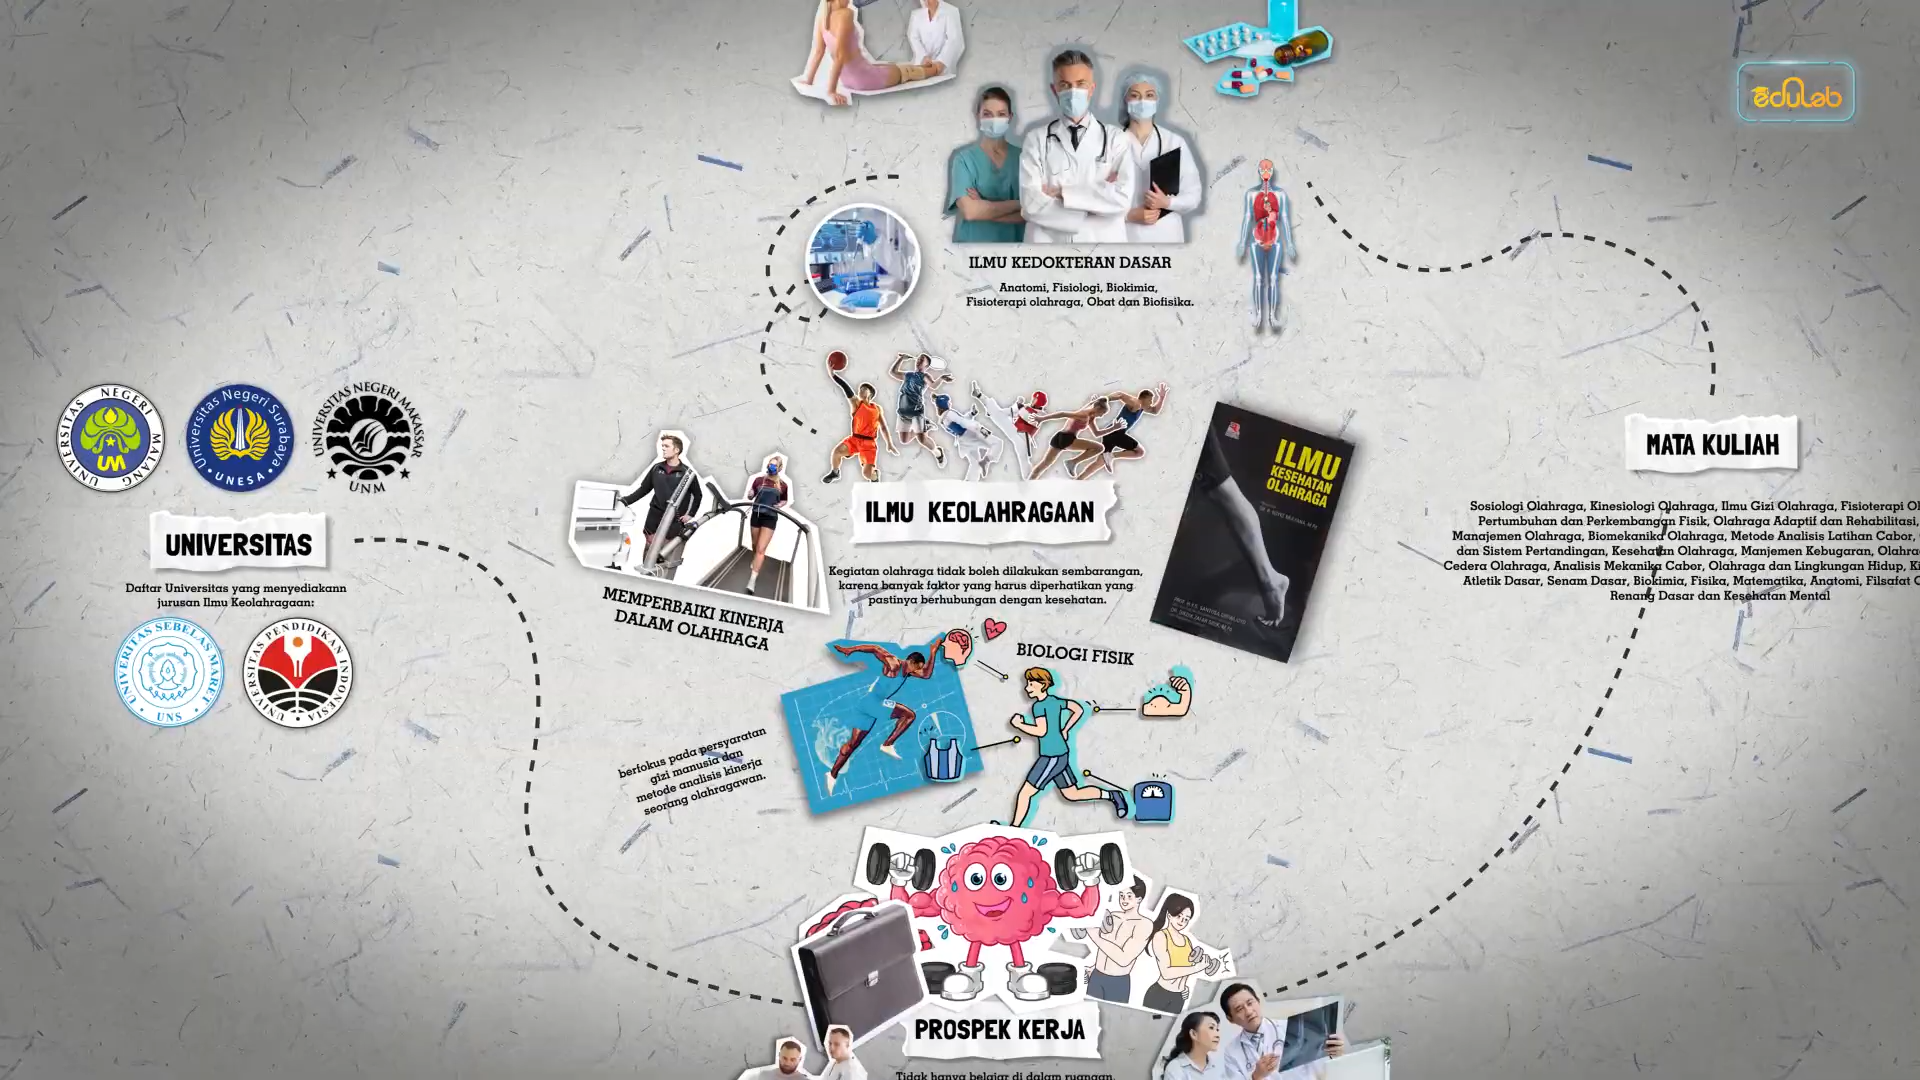 eduLab
ILMU KEDOKTERAN DASAR
Anatomi, Fisiologi, Biokimia,
Fisioterapi olahraga, Obat dan Biofisika.
UNIVERSITAS NEGERI MALANG
UM
Universitas Negeri Surabaya
UNESA
UNIVERSITAS NEGERI MAKASSAR
UNM
UNIVERSITAS
Daftar Universitas yang menyediakann
jurusan Ilmu Keolahragaan:
UNIVERSITAS SEBELAS MARET
UNS
UNIVERSITAS PENDIDIKAN INDONESIA
ILMU KEOLAHRAGAAN
Kegiatan olahraga tidak boleh dilakukan sembarangan,
karena banyak faktor yang harus diperhatikan yang
pastinya berhubungan dengan kesehatan.
MEMPERBAIKI KINERJA
DALAM OLAHRAGA
ILMU
KESEHATAN
OLAHRAGA
BIOLOGI FISIK
berfokus pada persyaratan
gizi manusia dan
metode analisis kinerja
seorang olahragawan.
MATA KULIAH
Sosiologi Olahraga, Kinesiologi Olahraga, Ilmu Gizi Olahraga, Fisioterapi Ol
Pertumbuhan dan Perkembangan Fisik, Olahraga Adaptif dan Rehabilitasi,
Manajemen Olahraga, Biomekanika Olahraga, Metode Analisis Latihan Cabor,
dan Sistem Pertandingan, Kesehatan Olahraga, Manjemen Kebugaran, Olahra
Cedera Olahraga, Analisis Mekanika Cabor, Olahraga dan Lingkungan Hidup, Ki
Atletik Dasar, Senam Dasar, Biokimia, Fisika, Matematika, Anatomi, Filsafat
Renang Dasar dan Kesehatan Mental
PROSPEK KERJA
Tidak hanya belajar di dalam ruangan,